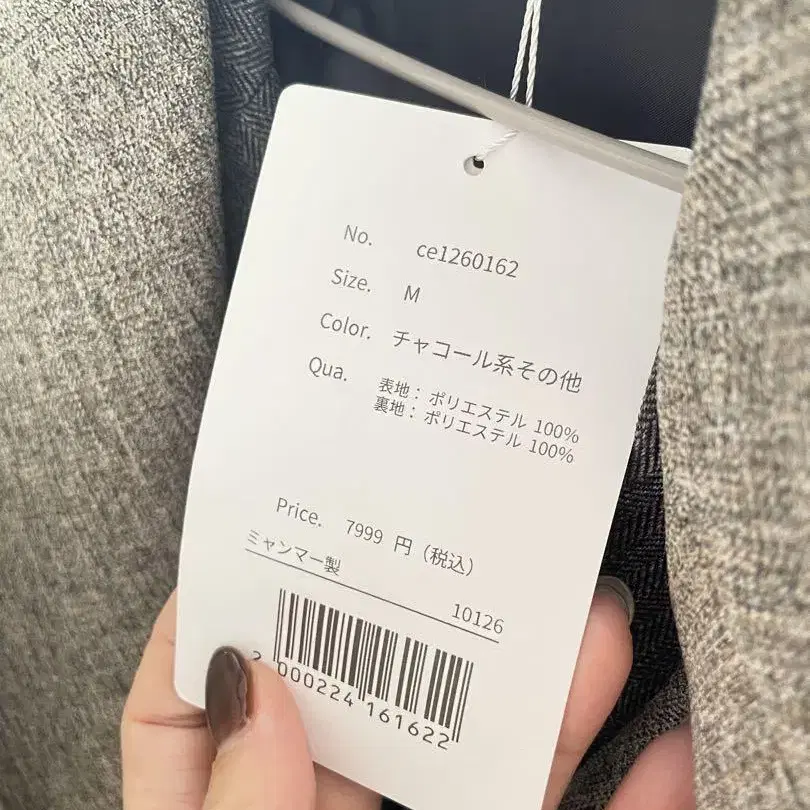 No. ce1260162
Size. M
Color. チャコール系その他
Qua. 表地： ポリエステル 100%
裏地： ポリエステル 100%
Price. 7999 円（税込）
ミャンマー製
10126
2 000224 161622